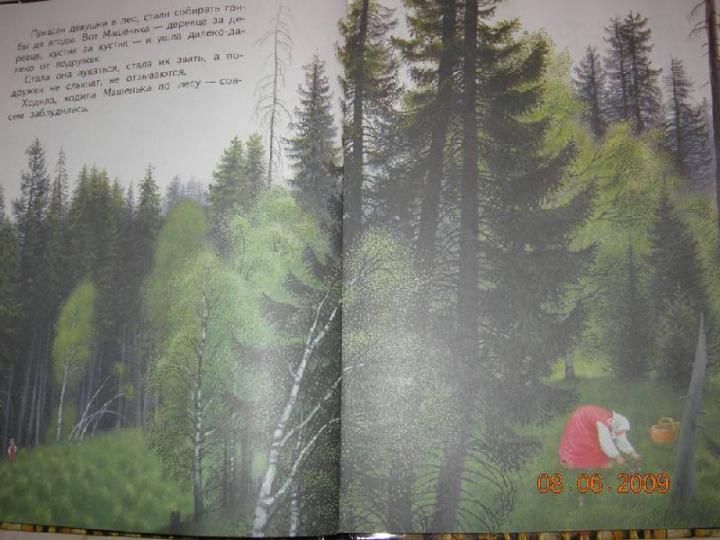 Пришли девушки в лес, стали собирать гри-
бы да ягоды. Вот Машенька — деревце за де-
ревце, кустик за кустик — и ушла далеко-да-
леко от подружек.
Стала она аукаться, стала их звать, а по-
дружки не слышат, не отзываются.
Ходила, ходила Машенька по лесу — сов-
сем заблудилась.
08.06.2009